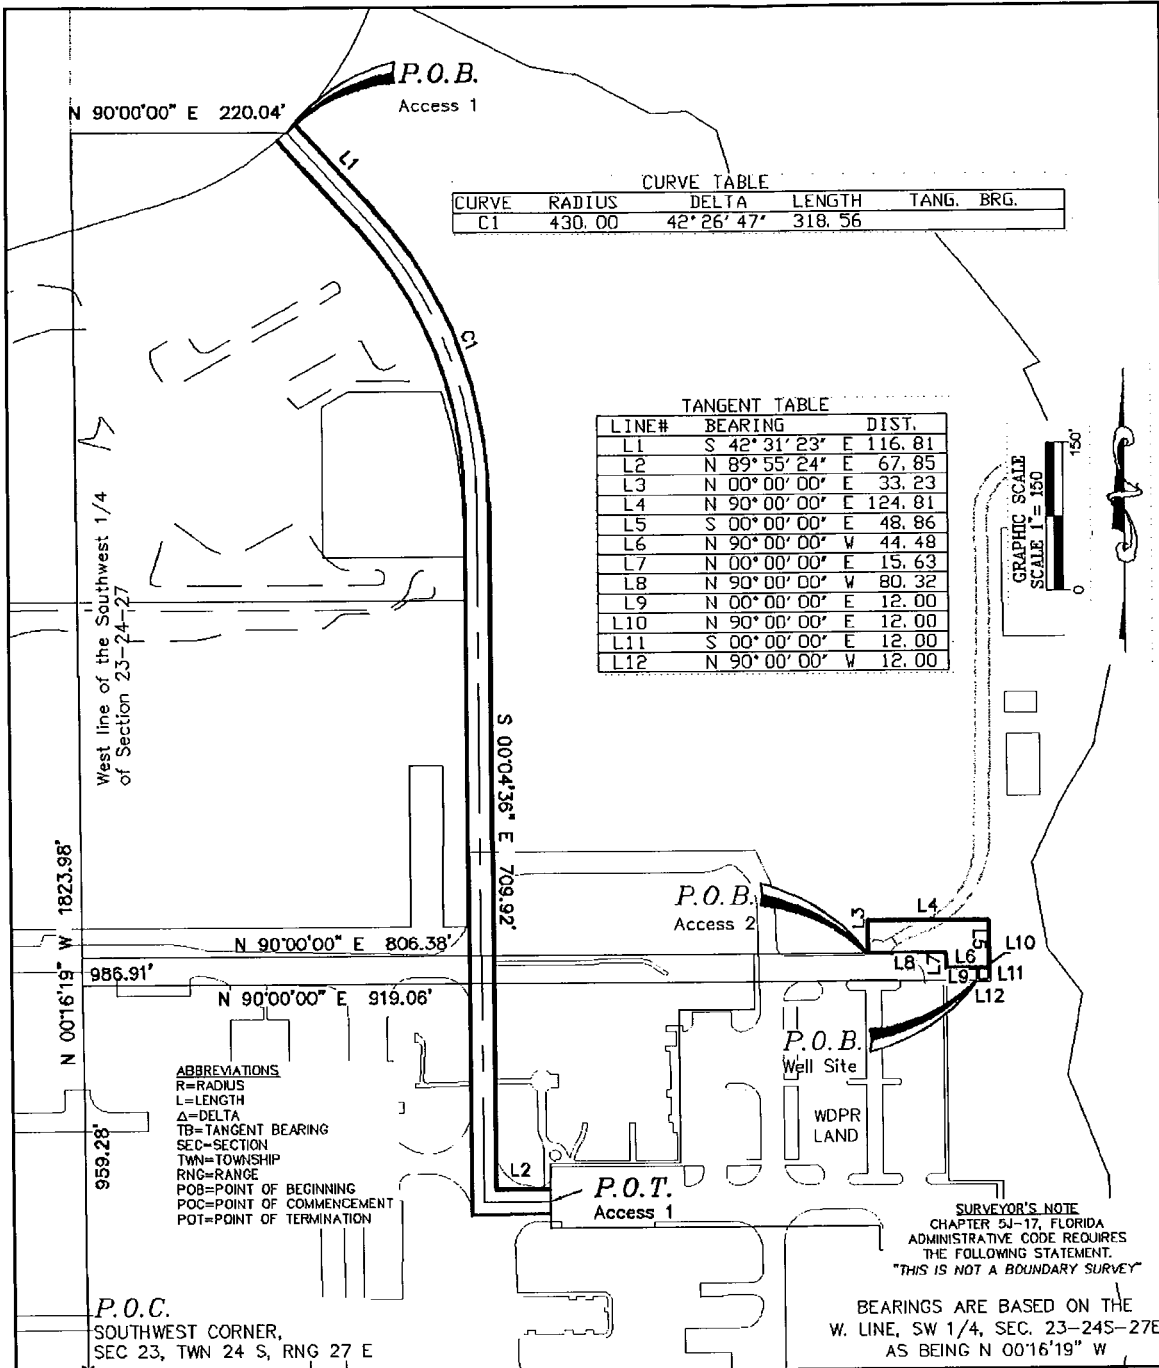 P.O.B.
Access 1
N 90°00'00" E 220.04'
L1
CURVE TABLE
CURVE RADIUS DELTA LENGTH TANG. BRG.
C1 430.00 42°26'47" 318.56
C1
TANGENT TABLE
LINE# BEARING DIST.
L1 S 42°31'23" E 116.81
L2 N 89°55'24" E 67.85
L3 N 00°00'00" E 33.23
L4 N 90°00'00" E 124.81
L5 S 00°00'00" E 48.86
L6 N 90°00'00" W 44.48
L7 N 00°00'00" E 15.63
L8 N 90°00'00" W 80.32
L9 N 00°00'00" E 12.00
L10 N 90°00'00" E 12.00
L11 S 00°00'00" E 12.00
L12 N 90°00'00" W 12.00
GRAPHIC SCALE
SCALE 1"= 150
0
150'
West line of the Southwest 1/4
of Section 23-24-27
S 00°04'36" E 709.92'
N 00°16'19" W 1823.98'
P.O.B.
Access 2
L3
L4
L5
L10
N 90°00'00" E 806.38'
L8
L7
L6
986.91'
L9
L11
N 90°00'00" E 919.06'
L12
P.O.B.
Well Site
WDPR
LAND
959.28'
ABBREVIATIONS
R=RADIUS
L=LENGTH
Δ=DELTA
TB=TANGENT BEARING
SEC=SECTION
TWN=TOWNSHIP
RNG=RANGE
POB=POINT OF BEGINNING
POC=POINT OF COMMENCEMENT
POT=POINT OF TERMINATION
L2
P.O.T.
Access 1
SURVEYOR'S NOTE
CHAPTER 5J-17, FLORIDA
ADMINISTRATIVE CODE REQUIRES
THE FOLLOWING STATEMENT.
"THIS IS NOT A BOUNDARY SURVEY"
P.O.C.
SOUTHWEST CORNER,
SEC 23, TWN 24 S, RNG 27 E
BEARINGS ARE BASED ON THE
W. LINE, SW 1/4, SEC. 23-24S-27E
AS BEING N 00°16'19" W